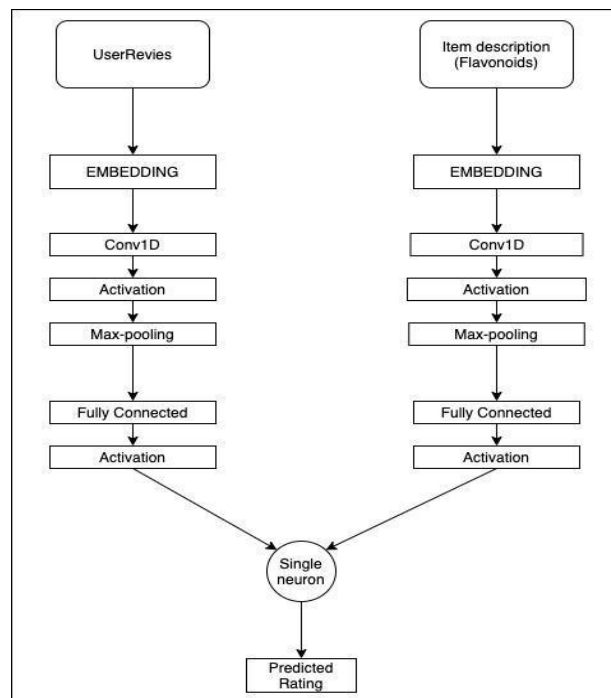 UserRevies
Item description
(Flavonoids)
EMBEDDING
EMBEDDING
Conv1D
Conv1D
Activation
Activation
Max-pooling
Max-pooling
Fully Connected
Fully Connected
Activation
Activation
Single
neuron
Predicted
Rating